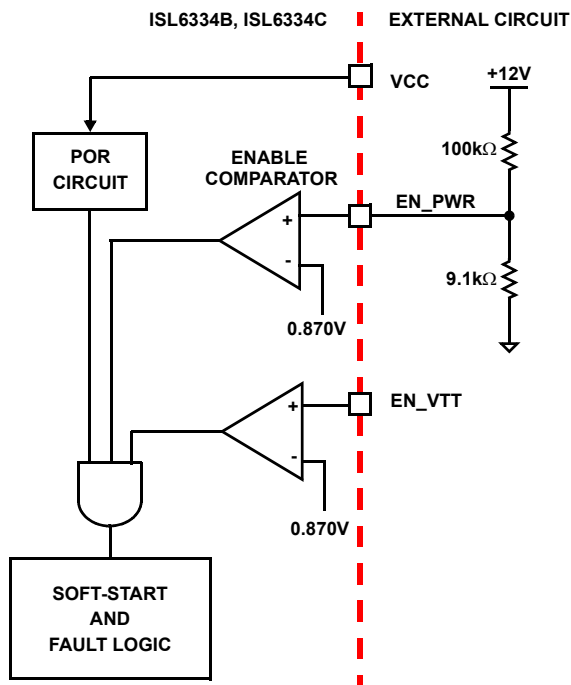 ISL6334B, ISL6334C
EXTERNAL CIRCUIT
VCC
+12V
POR
CIRCUIT
ENABLE
COMPARATOR
100kΩ
EN_PWR
+
-
0.870V
9.1kΩ
EN_VTT
+
-
0.870V
SOFT-START
AND
FAULT LOGIC